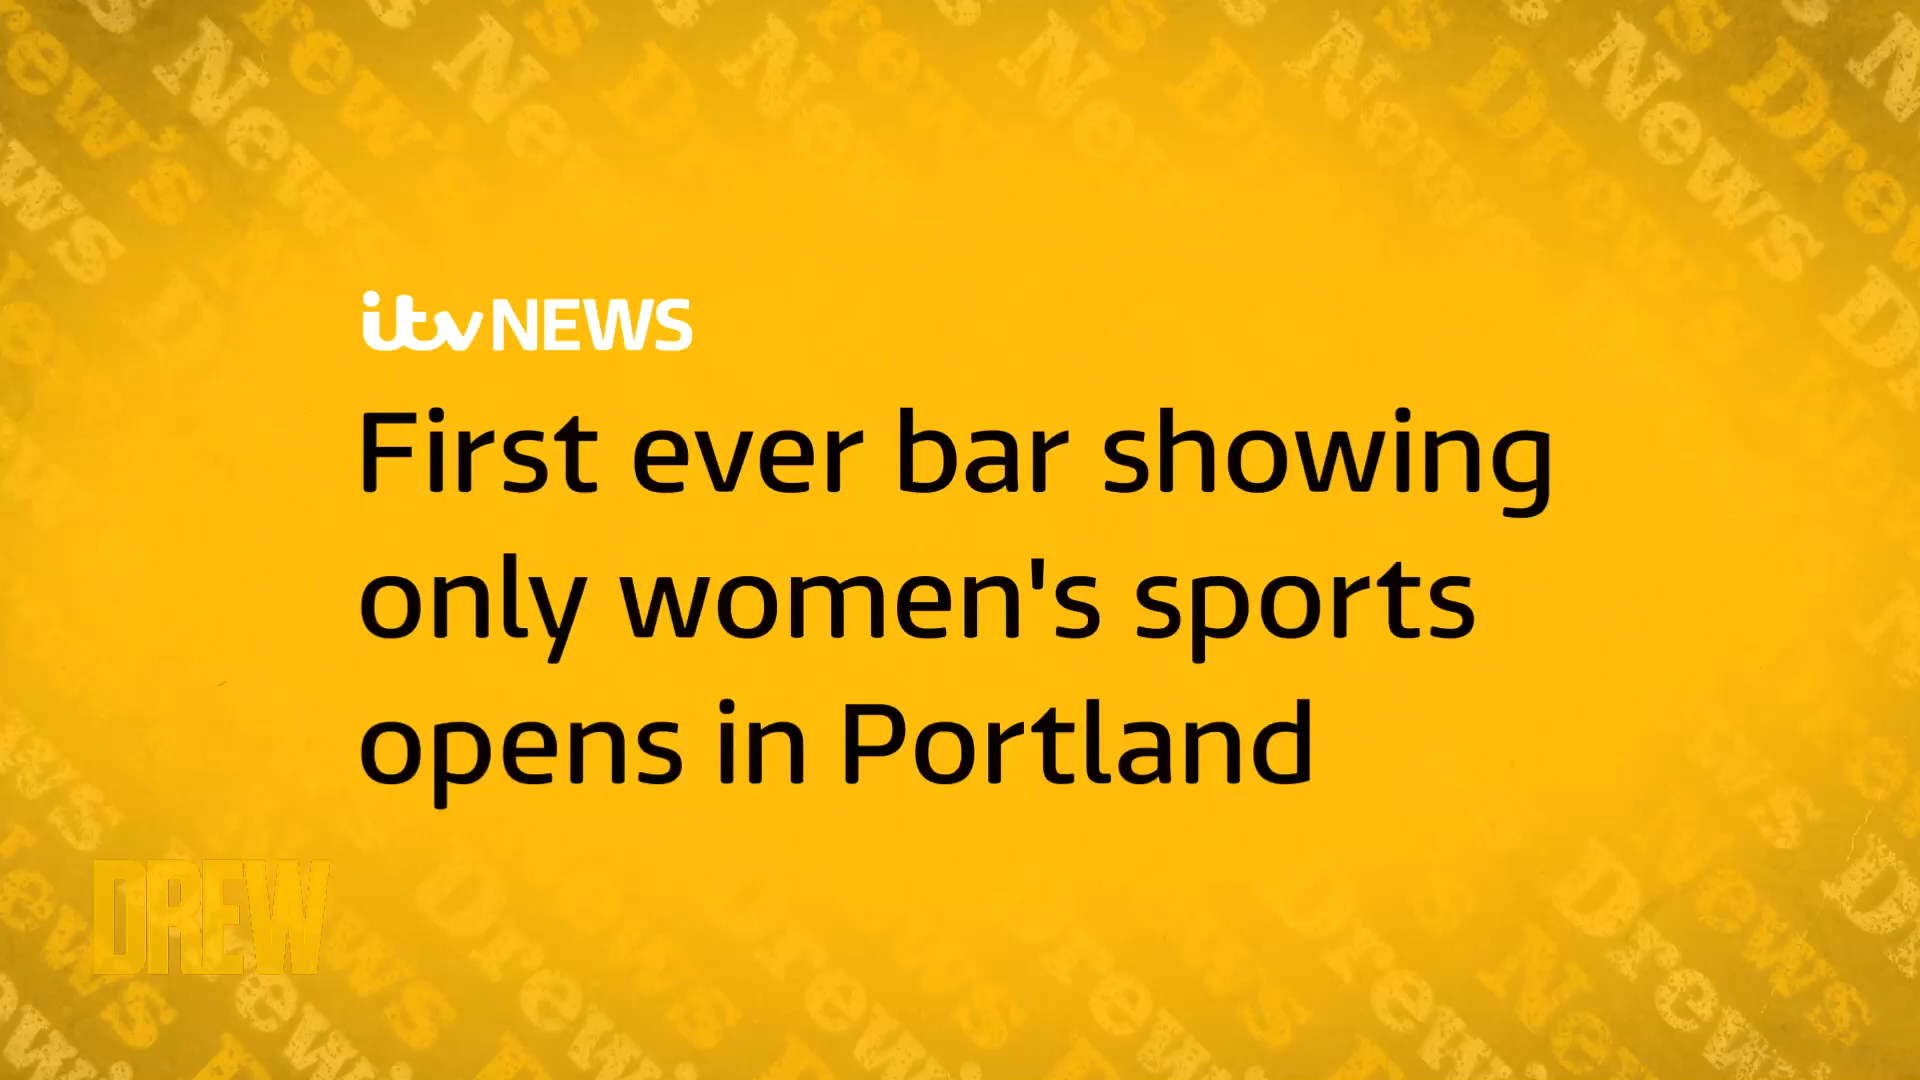 itv NEWS
First ever bar showing
only women's sports
opens in Portland
DREW